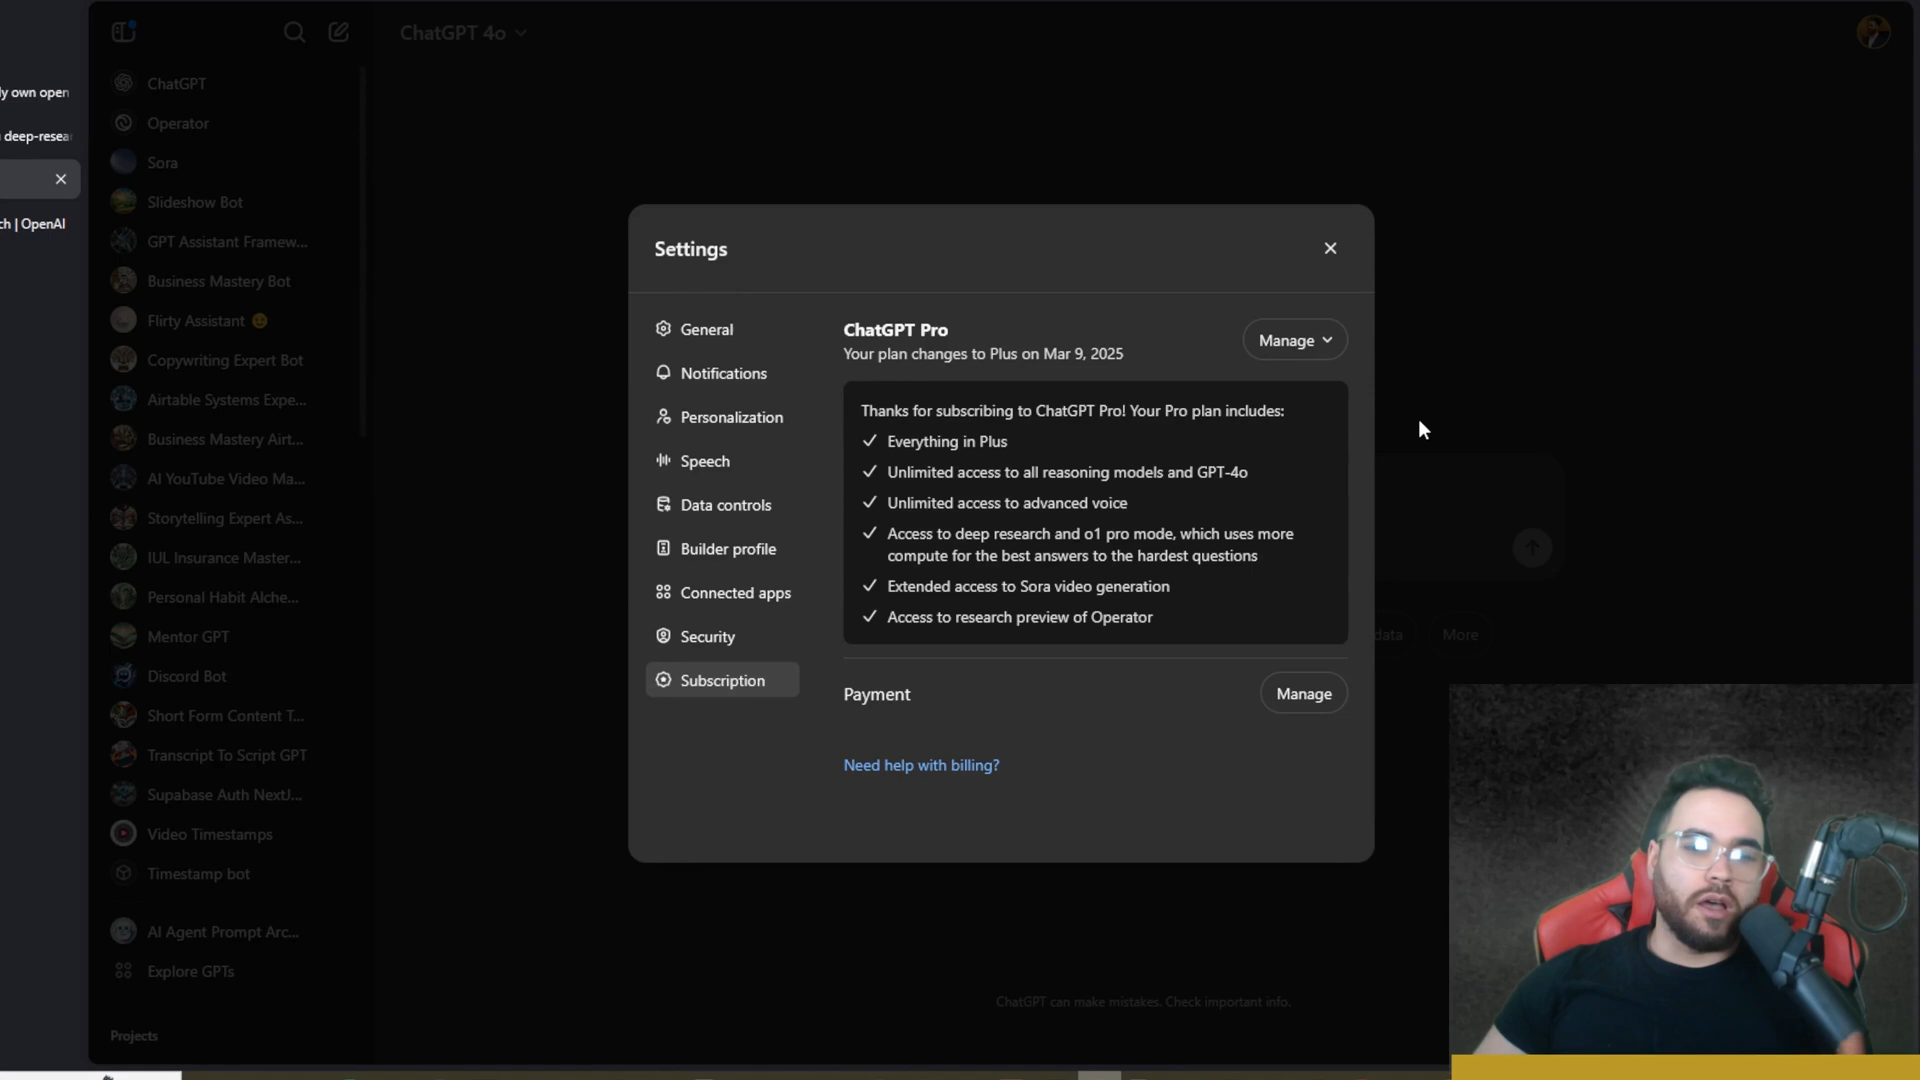 ChatGPT 4o
ly own open
deep-resea
ch | OpenAI
ChatGPT
Operator
Sora
Slideshow Bot
GPT Assistant Framew...
Business Mastery Bot
Flirty Assistant 😉
Copywriting Expert Bot
Airtable Systems Expe...
Business Mastery Airt...
AI YouTube Video Ma...
Storytelling Expert As...
IUL Insurance Master...
Personal Habit Alche...
Mentor GPT
Discord Bot
Short Form Content T...
Transcript To Script GPT
Supabase Auth NextJ...
Video Timestamps
Timestamp bot
AI Agent Prompt Arc...
Explore GPTs
Projects
Settings
General
Notifications
Personalization
Speech
Data controls
Builder profile
Connected apps
Security
Subscription
ChatGPT Pro
Manage
Your plan changes to Plus on Mar 9, 2025
Thanks for subscribing to ChatGPT Pro! Your Pro plan includes:
Everything in Plus
Unlimited access to all reasoning models and GPT-4o
Unlimited access to advanced voice
Access to deep research and o1 pro mode, which uses more
compute for the best answers to the hardest questions
Extended access to Sora video generation
Access to research preview of Operator
Payment
Manage
Need help with billing?
data
More
ChatGPT can make mistakes. Check important info.